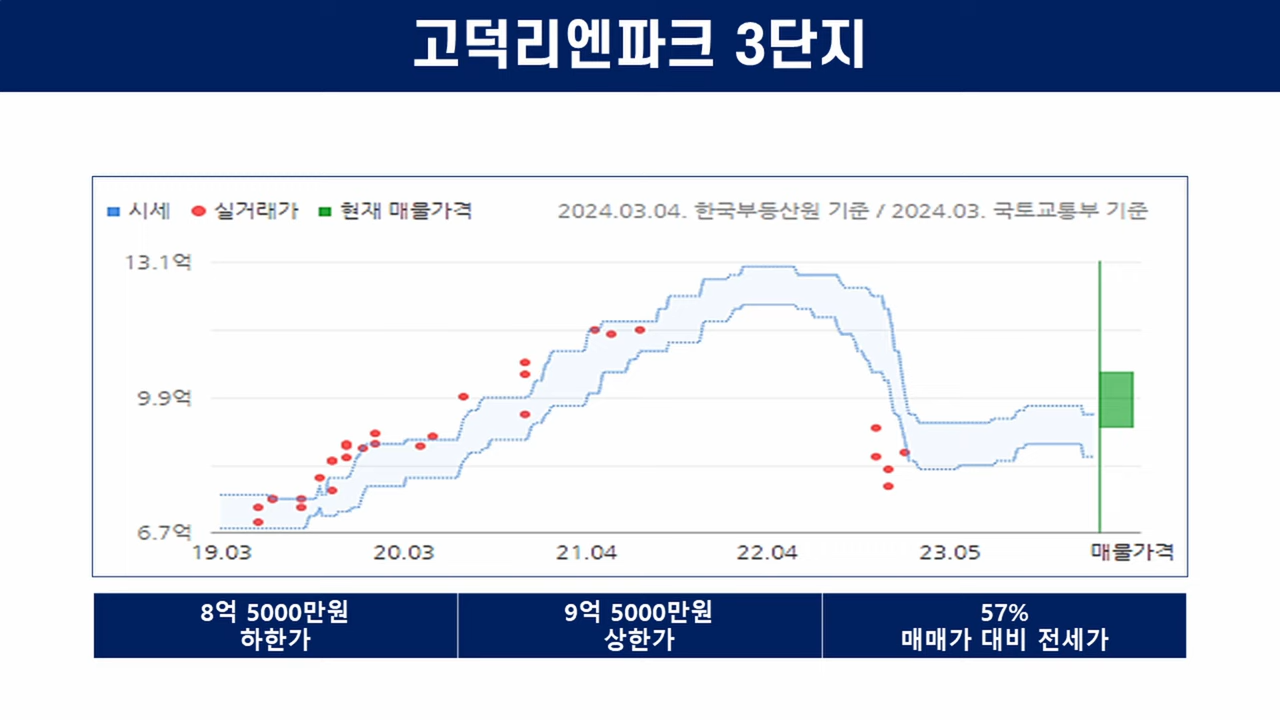 고덕리엔파크 3단지
시세 실거래가 현재 매물가격 2024.03.04. 한국부동산원 기준 / 2024.03. 국토교통부 기준
13.1억
9.9억
6.7억
19.03 20.03 21.04 22.04 23.05 매물가격
8억 5000만원
하한가
9억 5000만원
상한가
57%
매매가 대비 전세가